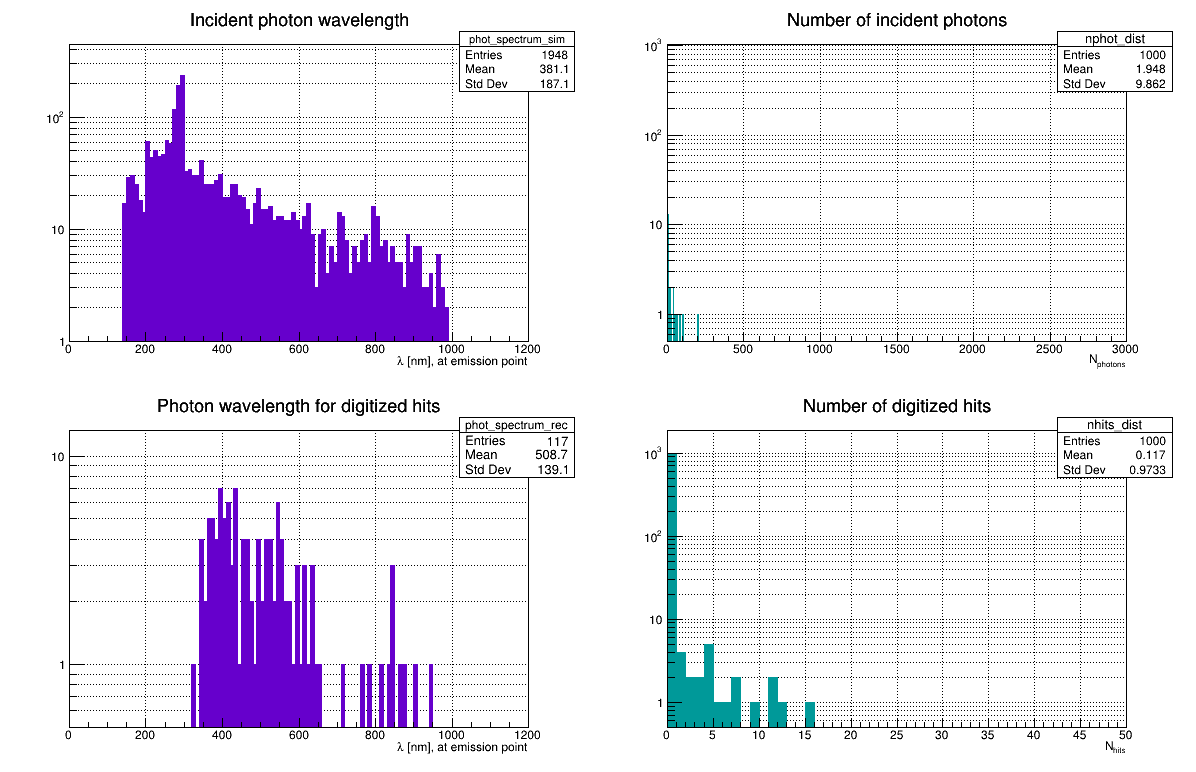 Incident photon wavelength
phot_spectrum_sim
Entries 1948
Mean 381.1
Std Dev 187.1
10²
10
1
0 200 400 600 800 1000 1200
λ [nm], at emission point
Number of incident photons
nphot_dist
Entries 1000
Mean 1.948
Std Dev 9.862
10³
10²
10
1
0 500 1000 1500 2000 2500 3000
Nphotons
Photon wavelength for digitized hits
phot_spectrum_rec
Entries 117
Mean 508.7
Std Dev 139.1
10
1
0 200 400 600 800 1000 1200
λ [nm], at emission point
Number of digitized hits
nhits_dist
Entries 1000
Mean 0.117
Std Dev 0.9733
10³
10²
10
1
0 5 10 15 20 25 30 35 40 45 50
Nhits